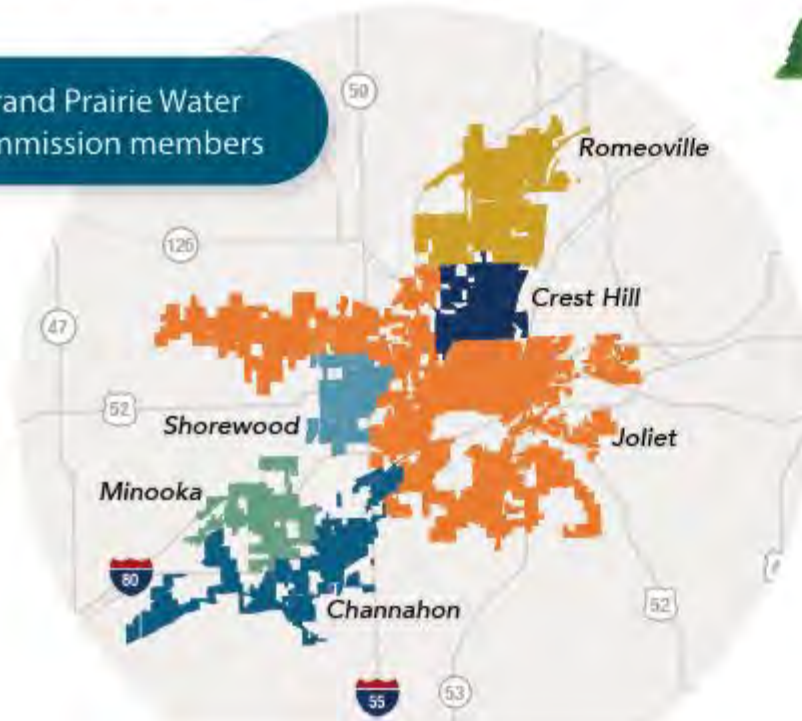 rand Prairie Water
mmission members
59
Romeoville
126
Crest Hill
47
52
Shorewood
Joliet
Minooka
80
52
Channahon
55
53